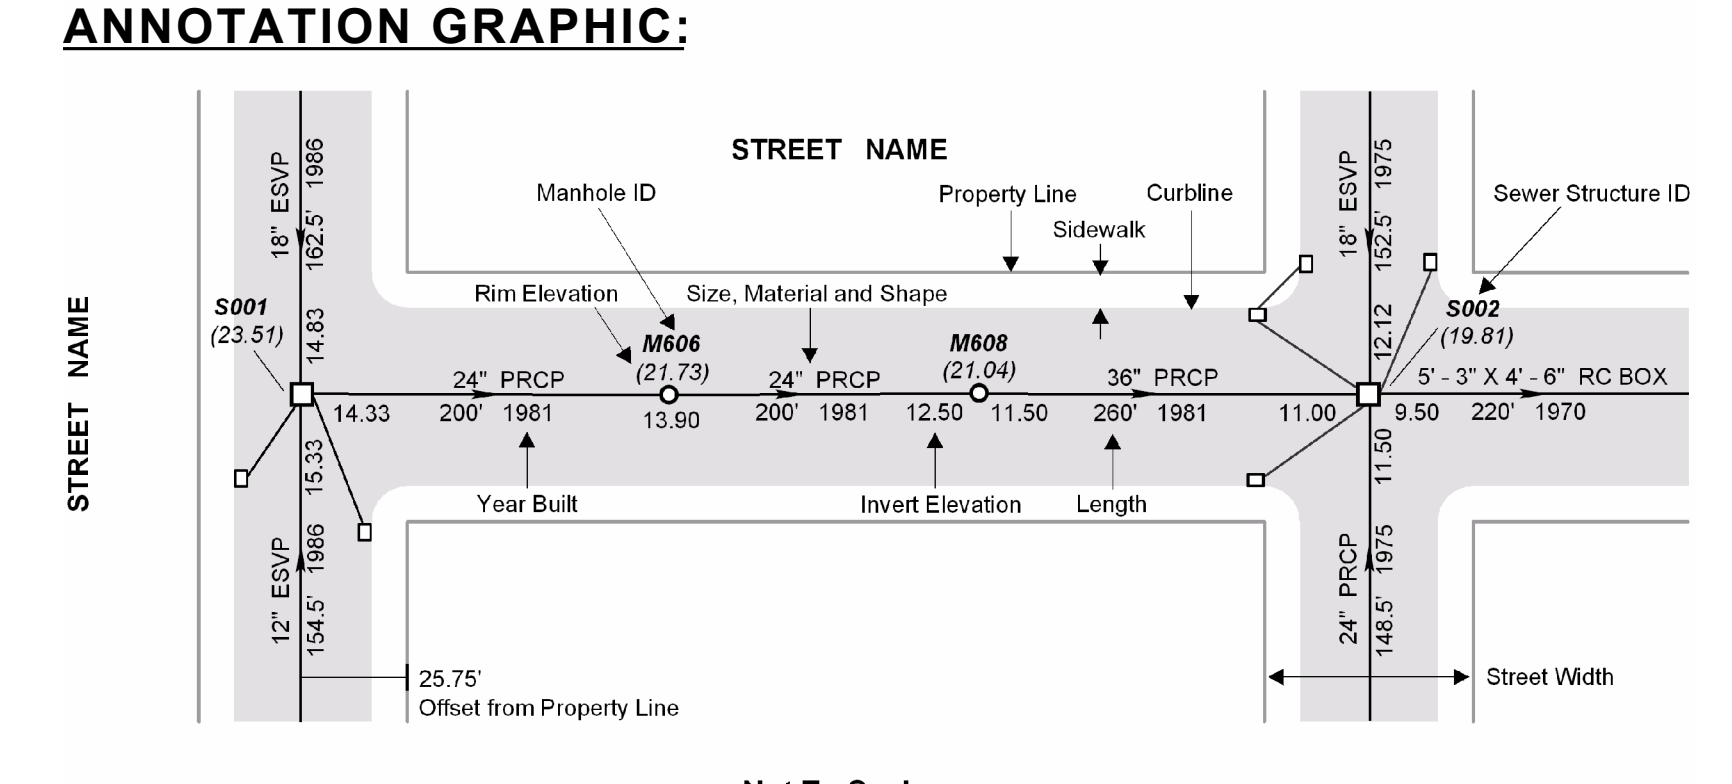 ANNOTATION GRAPHIC:
STREET NAME
Manhole ID
Property Line
Curbline
Sewer Structure ID
Sidewalk
Rim Elevation
Size, Material and Shape
18" ESVP
162.5' 1986
14.83
S001
(23.51)
STREET NAME
14.33
24" PRCP
200' 1981
M606
(21.73)
13.90
24" PRCP
200' 1981
M608
(21.04)
12.50
11.50
36" PRCP
260' 1981
11.00
18" ESVP
152.5' 1975
12.12
S002
(19.81)
5' - 3" X 4' - 6" RC BOX
9.50
220' 1970
15.33
12" ESVP
154.5' 1986
11.50
24" PRCP
148.5' 1975
Year Built
Invert Elevation
Length
25.75'
Offset from Property Line
Street Width